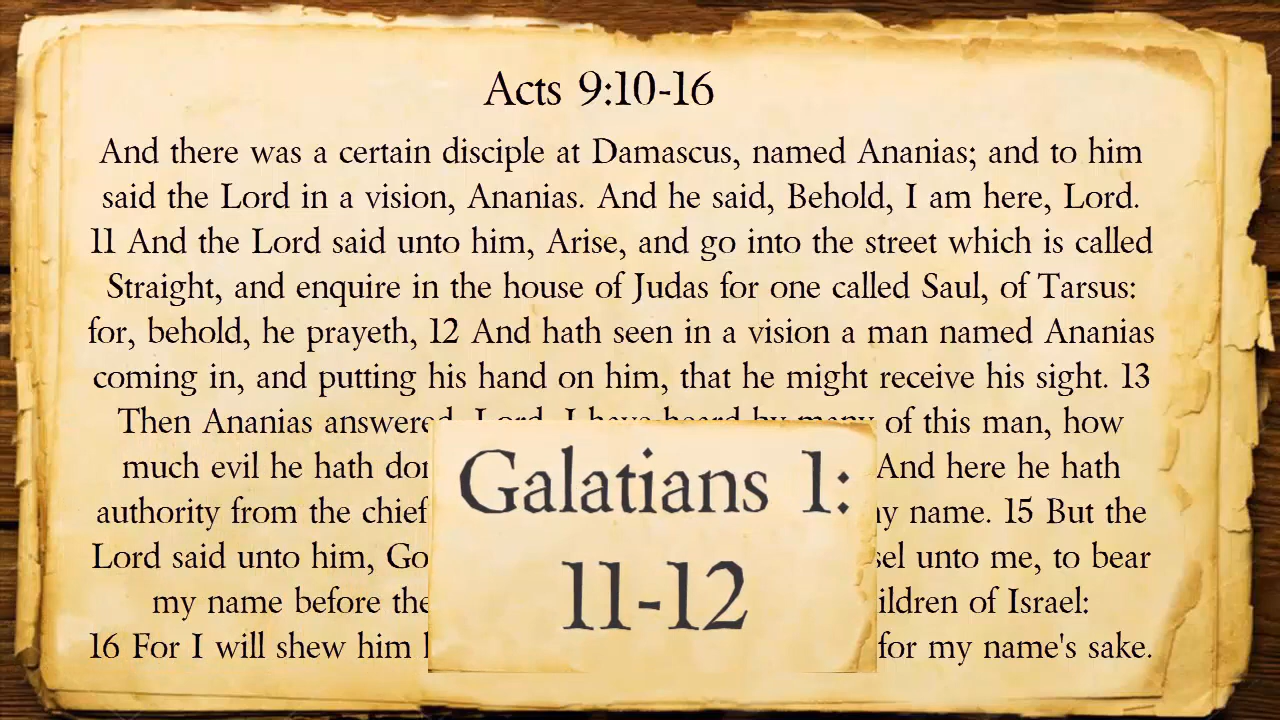 Acts 9:10-16
And there was a certain disciple at Damascus, named Ananias; and to him
said the Lord in a vision, Ananias. And he said, Behold, I am here, Lord.
11 And the Lord said unto him, Arise, and go into the street which is called
Straight, and enquire in the house of Judas for one called Saul, of Tarsus:
for, behold, he prayeth, 12 And hath seen in a vision a man named Ananias
coming in, and putting his hand on him, that he might receive his sight. 13
Then Ananias answered, Lord, I have heard by many of this man, how
much evil he hath And here he hath
authority from the chief name. 15 But the
Lord said unto him, unto me, to bear
my name before of Israel:
16 For I will shew him for my name's sake.
Galatians 1:
11-12